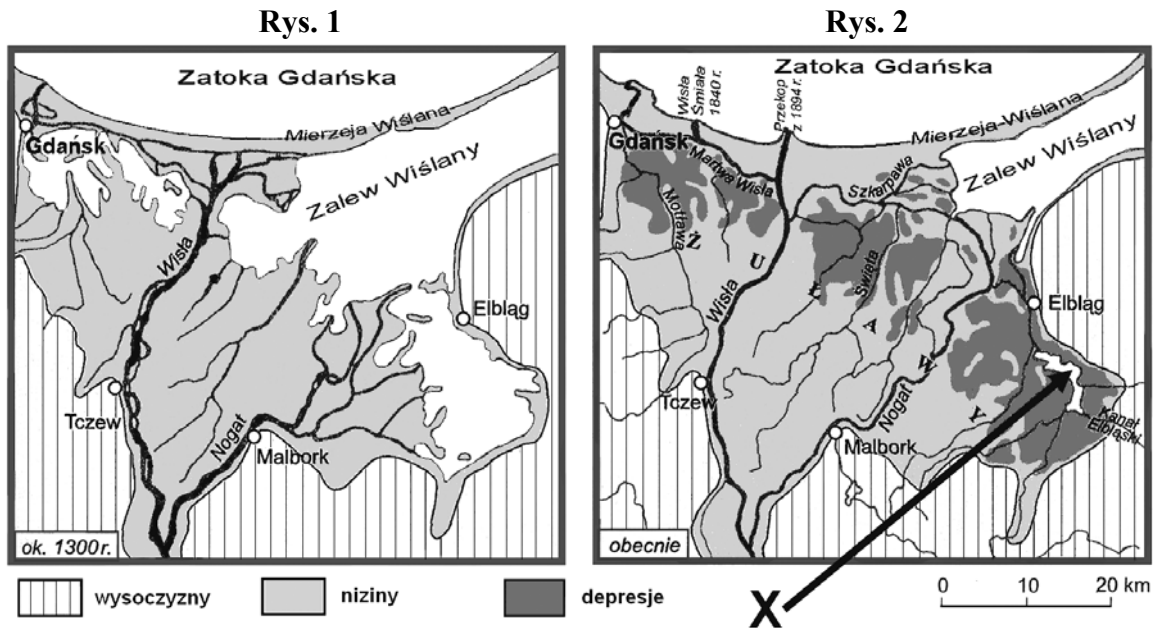 Rys. 1
Zatoka Gdańska
Mierzeja Wiślana
Gdańsk
Zalew Wiślany
Wisła
Elbląg
Tczew
Nogat
Malbork
ok. 1300 r.
Rys. 2
Zatoka Gdańska
Wisła
Śmiała
1840 r.
Przekop
z 1894 r.
Mierzeja Wiślana
Gdańsk
Martwa Wisła
Szkarpawa
Zalew Wiślany
Motława
Ż U Ł A W Y
Święta
Wisła
Elbląg
Tczew
Nogat
Malbork
Kanał
Elbląski
obecnie
wysoczyzny
niziny
depresje
X
0 10 20 km